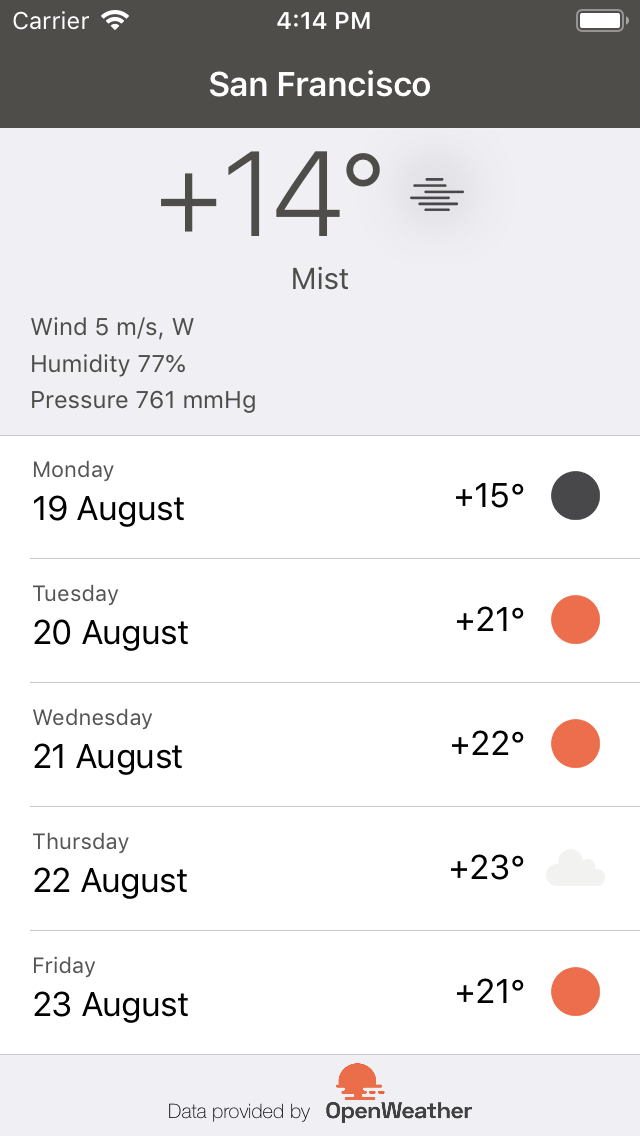 Carrier 4:14 PM
San Francisco
+14°
Mist
Wind 5 m/s, W
Humidity 77%
Pressure 761 mmHg
Monday
19 August +15°
Tuesday
20 August +21°
Wednesday
21 August +22°
Thursday
22 August +23°
Friday
23 August +21°
Data provided by OpenWeather